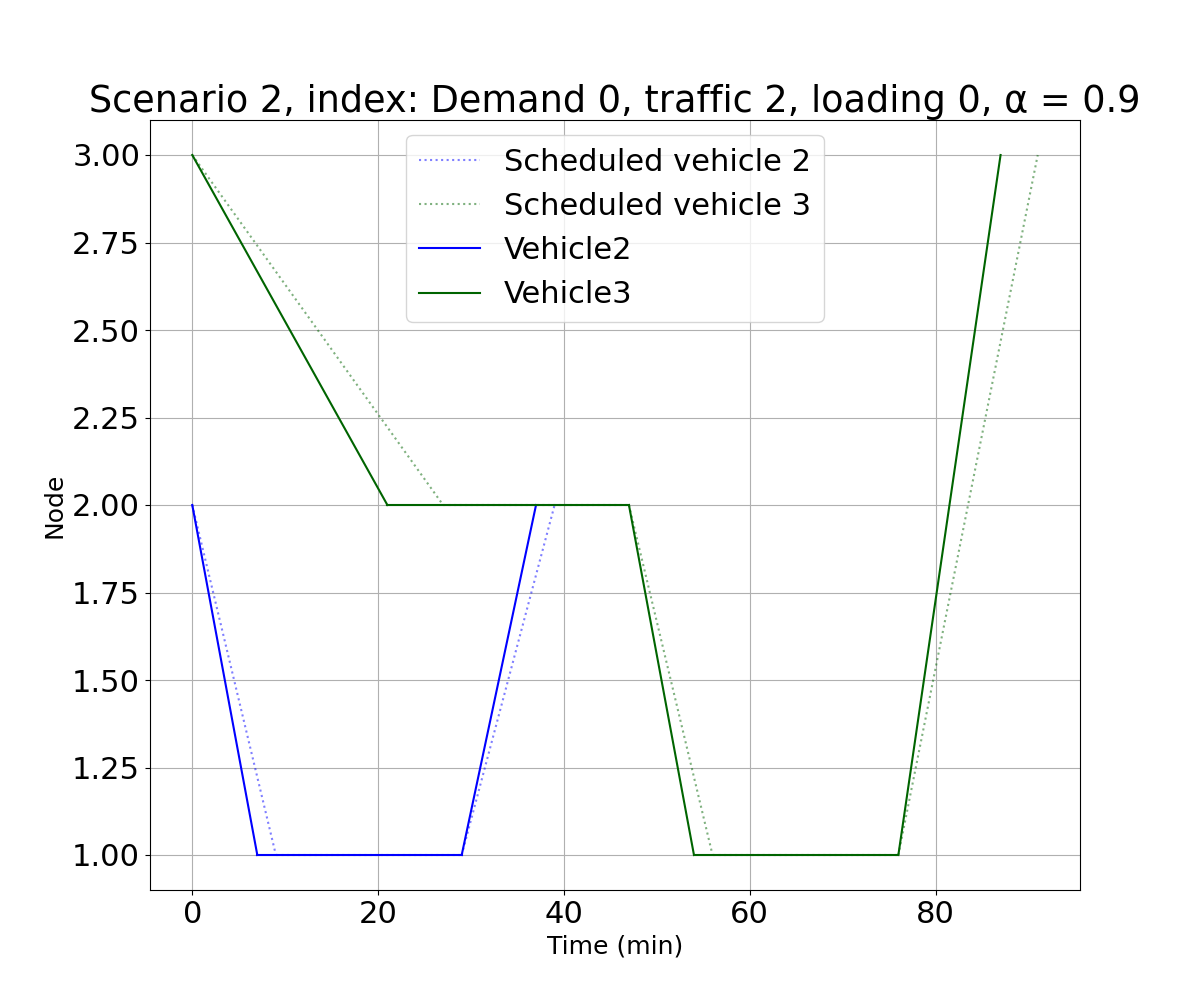 Scenario 2, index: Demand 0, traffic 2, loading 0, α = 0.9
Scheduled vehicle 2
Scheduled vehicle 3
Vehicle2
Vehicle3
3.00
2.75
2.50
2.25
2.00
1.75
1.50
1.25
1.00
Node
0 20 40 60 80
Time (min)